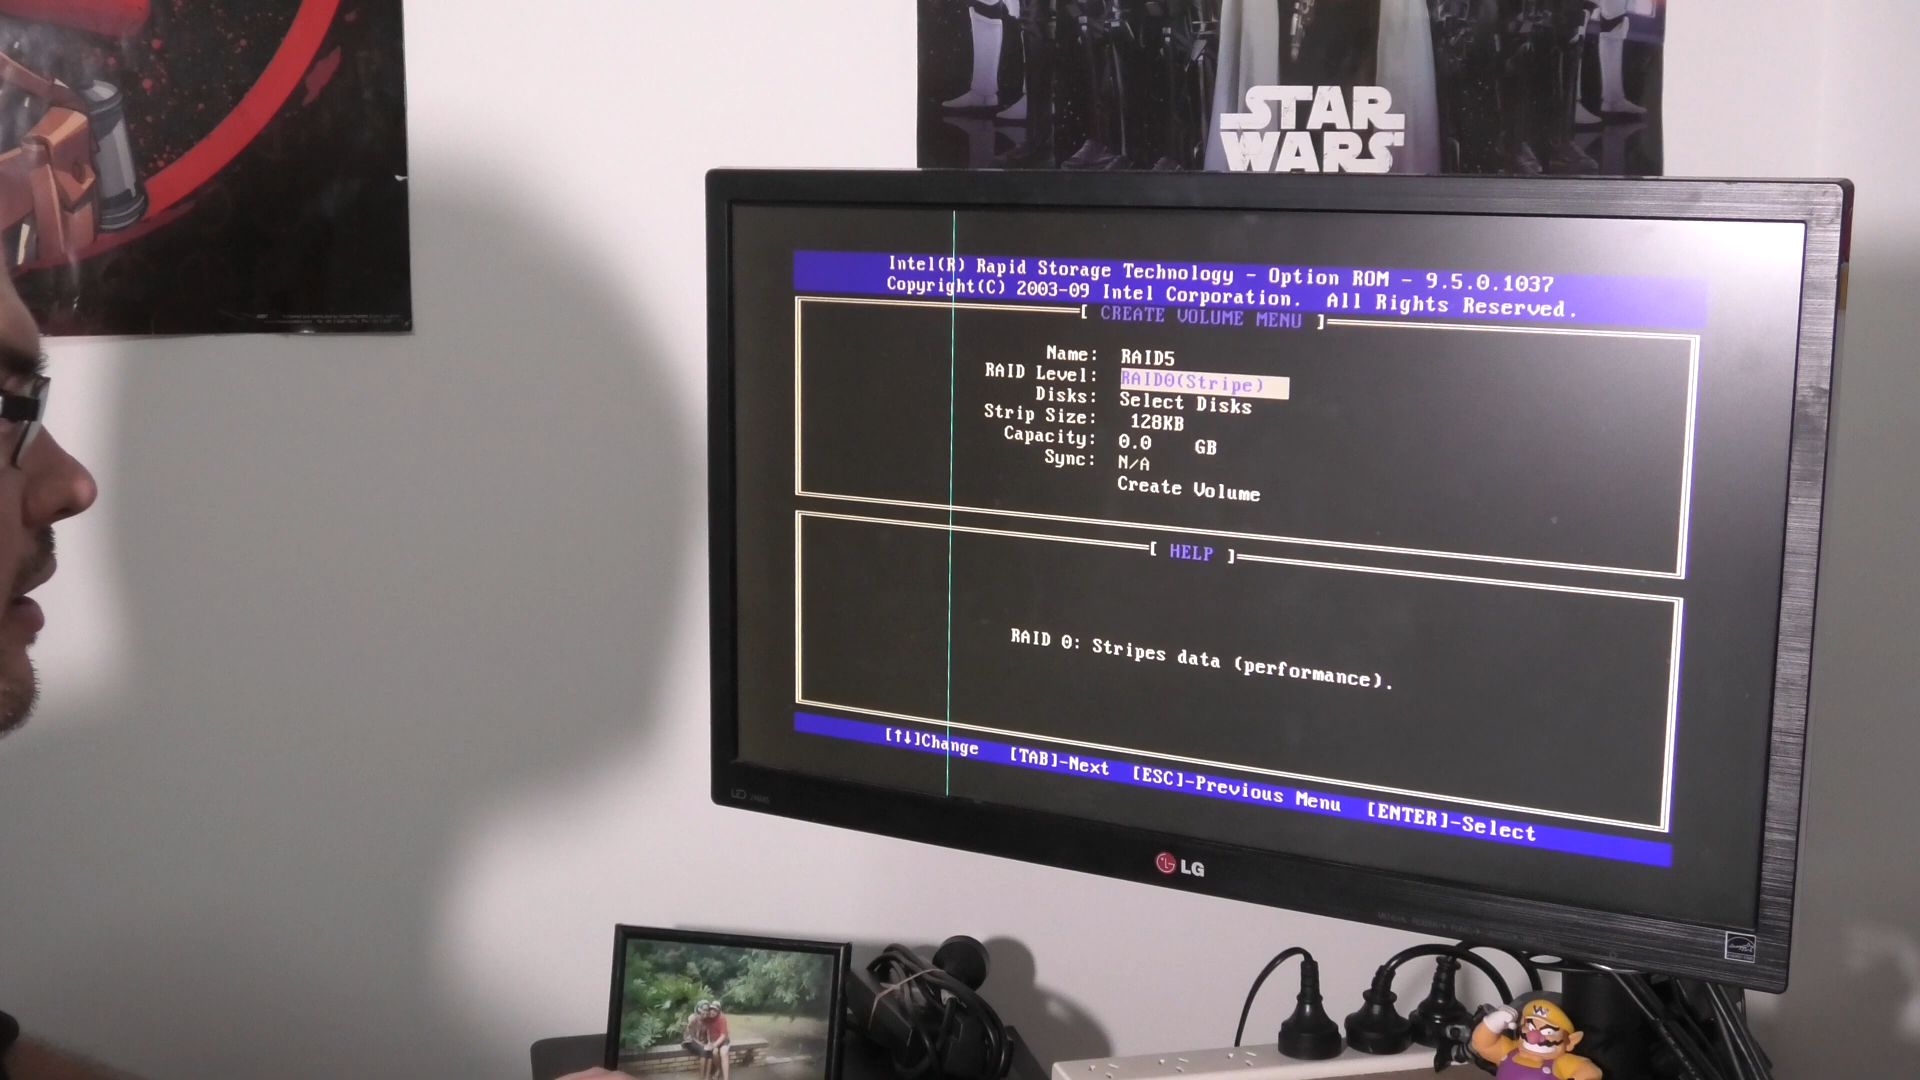 STAR
WARS
Intel(R) Rapid Storage Technology - Option ROM - 9.5.0.1037
Copyright(C) 2003-09 Intel Corporation.  All Rights Reserved.
[ CREATE VOLUME MENU ]
Name: RAID5
RAID Level: RAID0(Stripe)
Disks: Select Disks
Strip Size: 128KB
Capacity: 0.0 GB
Sync: N/A
Create Volume
[ HELP ]
RAID 0: Stripes data (performance).
[↑↓]Change [TAB]-Next [ESC]-Previous Menu [ENTER]-Select
LG
W